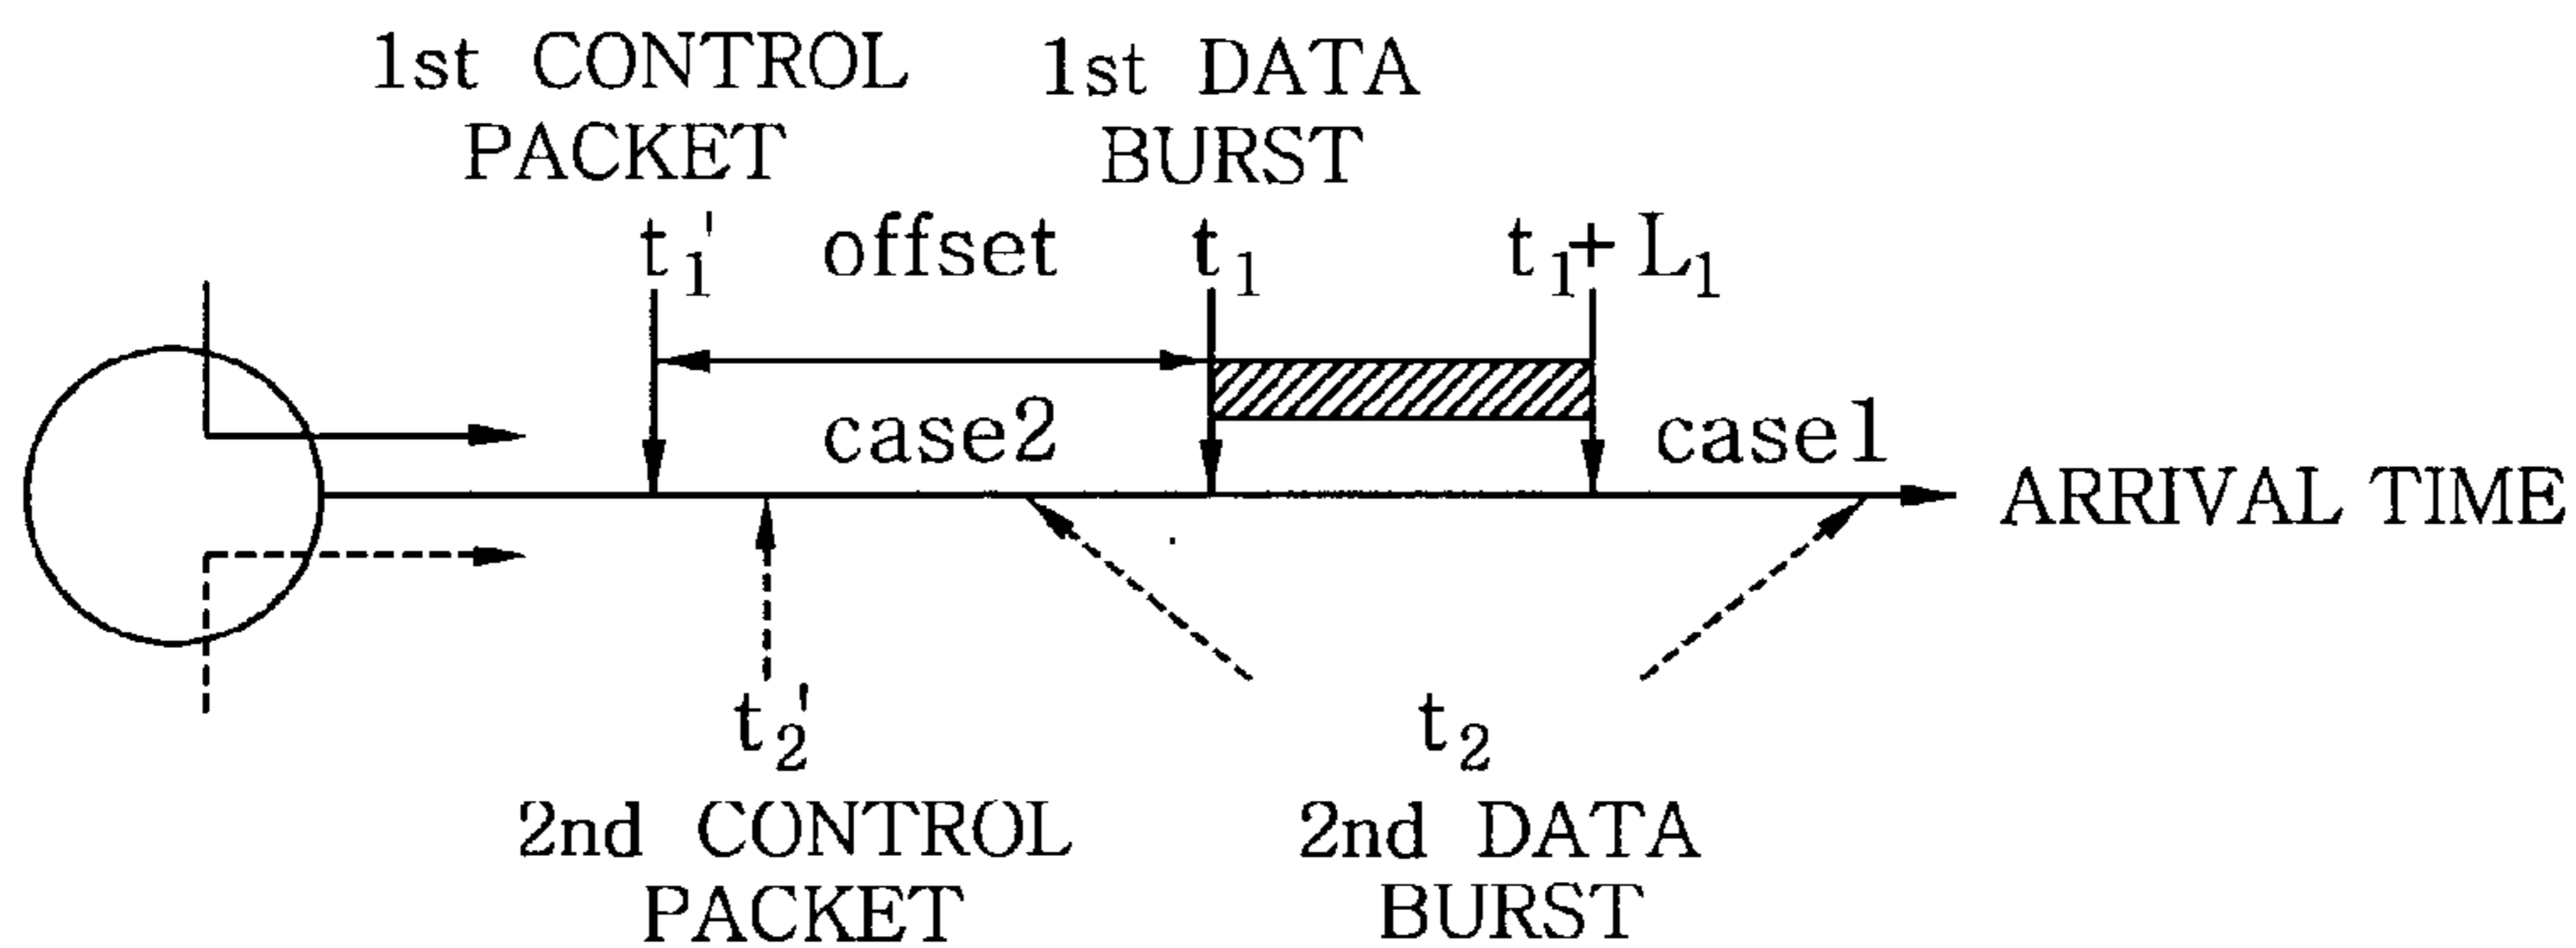 1st CONTROL
PACKET
1st DATA
BURST
t₁'
offset
t₁
t₁+ L₁
case2
case1
ARRIVAL TIME
t₂'
t₂
2nd CONTROL
PACKET
2nd DATA
BURST